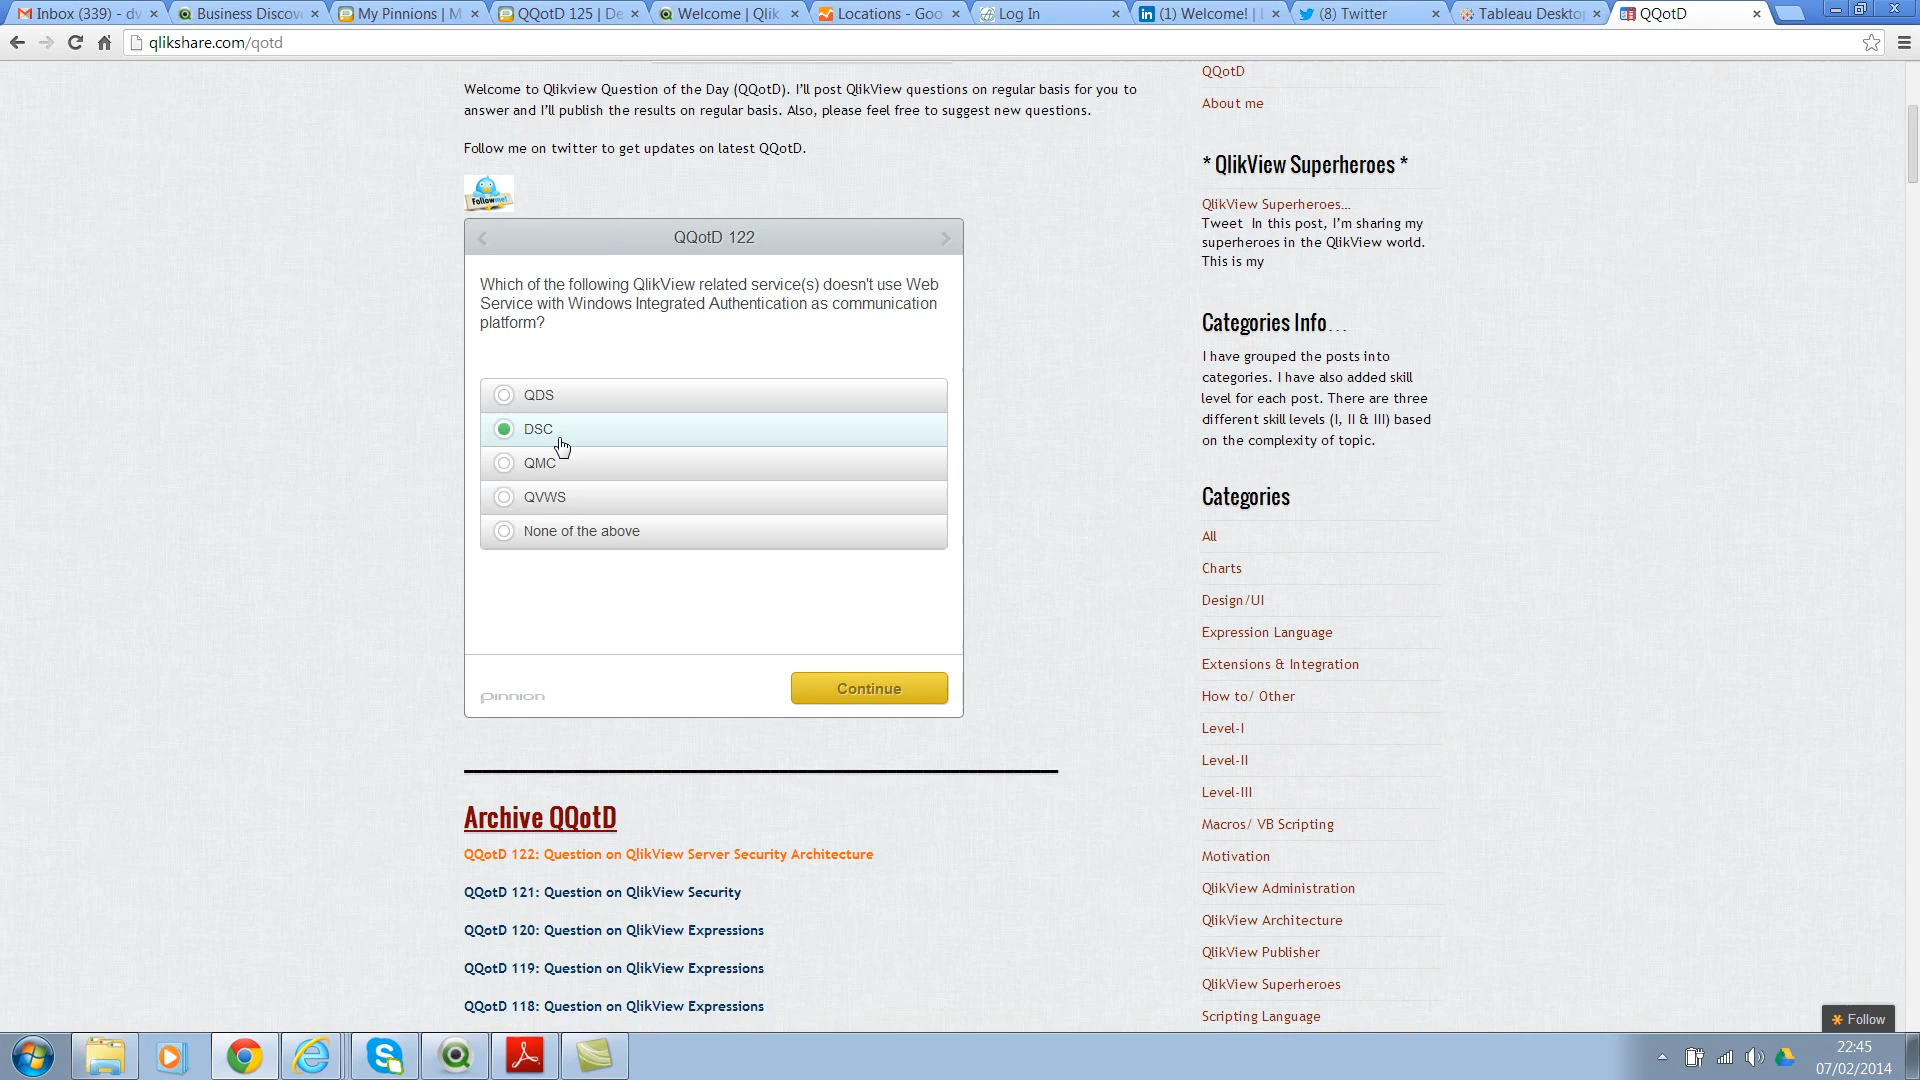 Inbox (339) - dv
Business Discov
My Pinnions | M
QQotD 125 | De
Welcome | Qlik
Locations - Goo
Log In
(1) Welcome! | L
(8) Twitter
Tableau Deskto
QQotD
qlikshare.com/qotd
Welcome to Qlikview Question of the Day (QQotD). I'll post QlikView questions on regular basis for you to
answer and I'll publish the results on regular basis. Also, please feel free to suggest new questions.
Follow me on twitter to get updates on latest QQotD.
Follow me!
QQotD 122
Which of the following QlikView related service(s) doesn't use Web
Service with Windows Integrated Authentication as communication
platform?
QDS
DSC
QMC
QVWS
None of the above
pinnion
Continue
Archive QQotD
QQotD 122: Question on QlikView Server Security Architecture
QQotD 121: Question on QlikView Security
QQotD 120: Question on QlikView Expressions
QQotD 119: Question on QlikView Expressions
QQotD 118: Question on QlikView Expressions
QQotD
About me
* QlikView Superheroes *
QlikView Superheroes...
Tweet In this post, I'm sharing my
superheroes in the QlikView world.
This is my
Categories Info...
I have grouped the posts into
categories. I have also added skill
level for each post. There are three
different skill levels (I, II & III) based
on the complexity of topic.
Categories
All
Charts
Design/UI
Expression Language
Extensions & Integration
How to/ Other
Level-I
Level-II
Level-III
Macros/ VB Scripting
Motivation
QlikView Administration
QlikView Architecture
QlikView Publisher
QlikView Superheroes
Scripting Language
Follow
22:45
07/02/2014